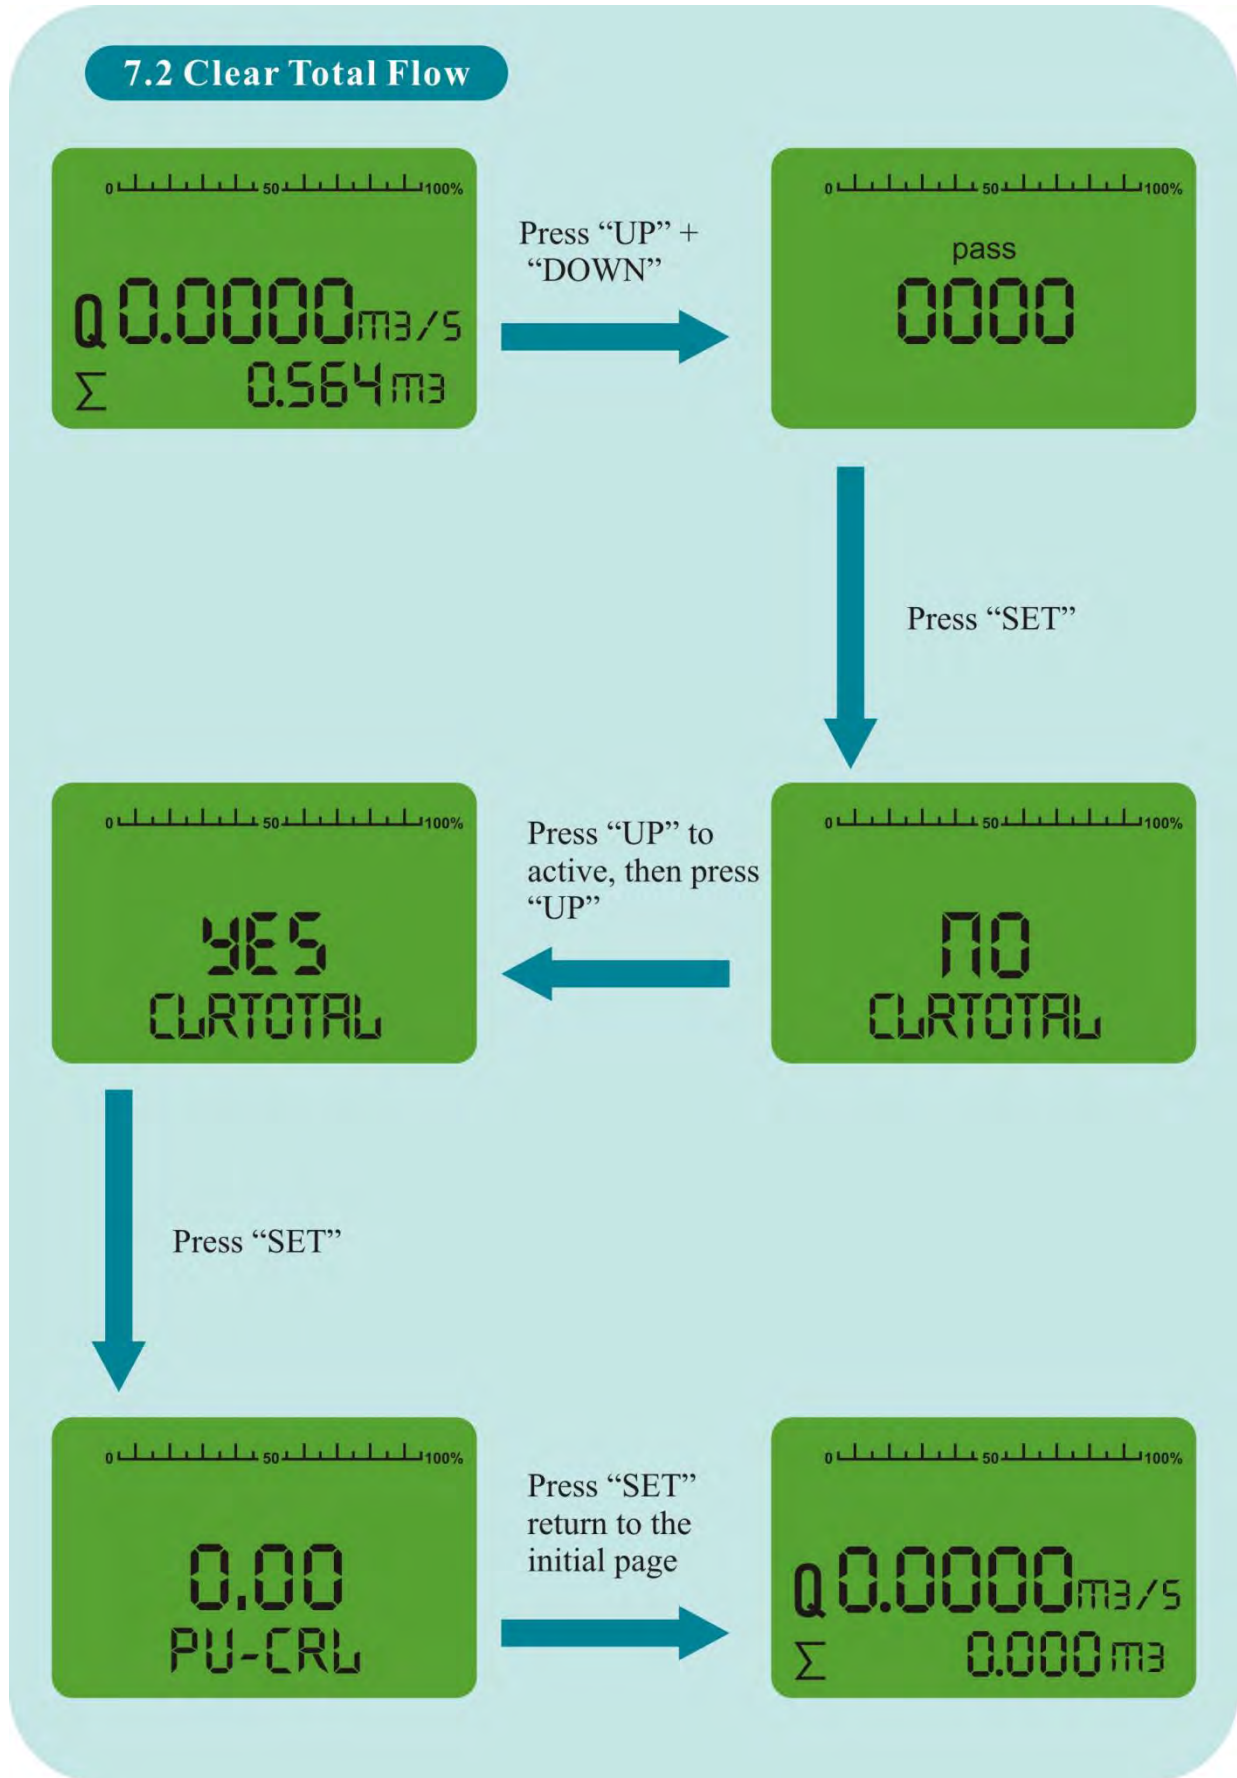 7.2 Clear Total Flow
0 50 100%
Q 0.0000 m3/s
Σ 0.564 m3
Press “UP” +
“DOWN”
0 50 100%
pass
0000
Press “SET”
0 50 100%
NO
CLRTOTAL
Press “UP” to
active, then press
“UP”
0 50 100%
YES
CLRTOTAL
Press “SET”
0 50 100%
0.00
PV-CAL
Press “SET”
return to the
initial page
0 50 100%
Q 0.0000 m3/s
Σ 0.000 m3